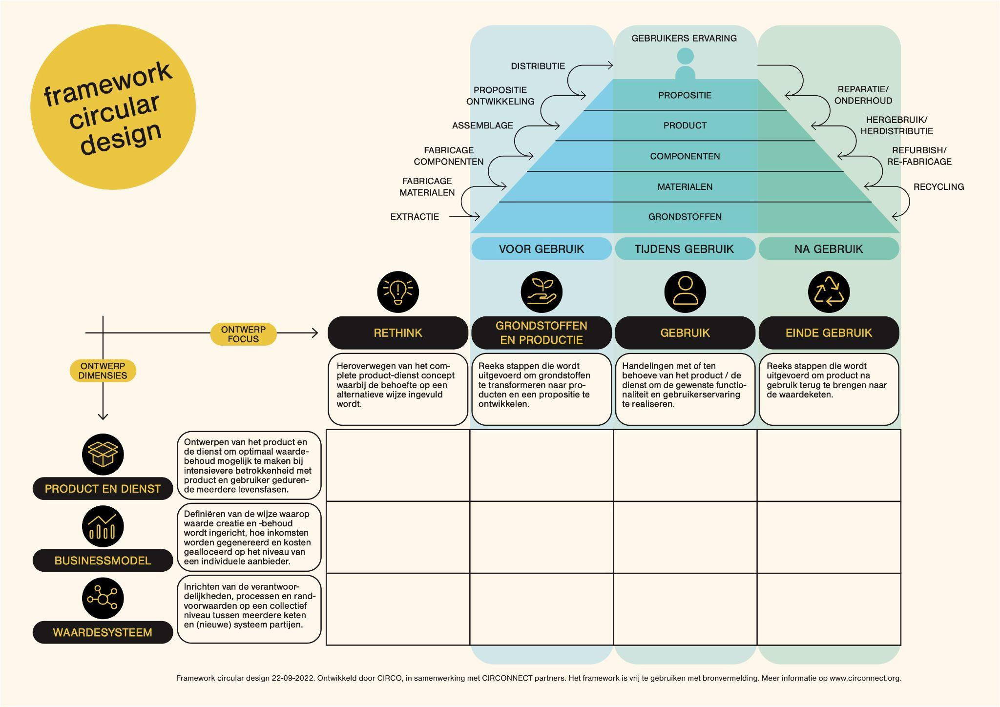 framework
circular
design
GEBRUIKERS ERVARING
DISTRIBUTIE
PROPOSITIE
ONTWIKKELING
ASSEMBLAGE
FABRICAGE
COMPONENTEN
FABRICAGE
MATERIALEN
EXTRACTIE
PROPOSITIE
PRODUCT
COMPONENTEN
MATERIALEN
GRONDSTOFFEN
REPARATIE/
ONDERHOUD
HERGEBRUIK/
HERDISTRIBUTIE
REFURBISH/
RE-FABRICAGE
RECYCLING
VOOR GEBRUIK
TIJDENS GEBRUIK
NA GEBRUIK
ONTWERP
FOCUS
ONTWERP
DIMENSIES
RETHINK
GRONDSTOFFEN
EN PRODUCTIE
GEBRUIK
EINDE GEBRUIK
Heroverwegen van het com-
plete product-dienst concept
waarbij de behoefte op een
alternatieve wijze ingevuld
wordt.
Reeks stappen die wordt
uitgevoerd om grondstoffen
te transformeren naar pro-
ducten en een propositie te
ontwikkelen.
Handelingen met of ten
behoeve van het product / de
dienst om de gewenste functio-
naliteit en gebruikerservaring
te realiseren.
Reeks stappen die wordt
uitgevoerd om product na
gebruik terug te brengen naar
de waardeketen.
PRODUCT EN DIENST
Ontwerpen van het product en
de dienst om optimaal waarde-
behoud mogelijk te maken bij
intensievere betrokkenheid met
product en gebruiker geduren-
de meerdere levensfasen.
BUSINESSMODEL
Definiëren van de wijze waarop
waarde creatie en -behoud
wordt ingericht, hoe inkomsten
worden gegenereerd en kosten
gealloceerd op het niveau van
een individuele aanbieder.
WAARDESYSTEEM
Inrichten van de verantwoor-
delijkheden, processen en rand-
voorwaarden op een collectief
niveau tussen meerdere keten
en (nieuwe) systeem partijen.
Framework circular design 22-09-2022. Ontwikkeld door CIRCO, in samenwerking met CIRCONNECT partners. Het framework is vrij te gebruiken met bronvermelding. Meer informatie op www.circonnect.org.